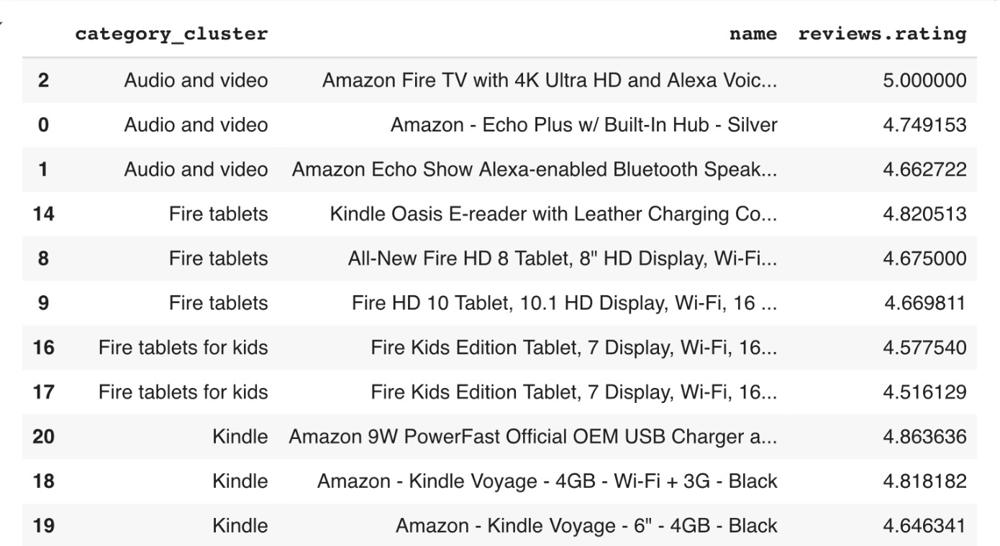 category_cluster name reviews.rating
2 Audio and video Amazon Fire TV with 4K Ultra HD and Alexa Voic... 5.000000
0 Audio and video Amazon - Echo Plus w/ Built-In Hub - Silver 4.749153
1 Audio and video Amazon Echo Show Alexa-enabled Bluetooth Speak... 4.662722
14 Fire tablets Kindle Oasis E-reader with Leather Charging Co... 4.820513
8 Fire tablets All-New Fire HD 8 Tablet, 8" HD Display, Wi-Fi... 4.675000
9 Fire tablets Fire HD 10 Tablet, 10.1 HD Display, Wi-Fi, 16 ... 4.669811
16 Fire tablets for kids Fire Kids Edition Tablet, 7 Display, Wi-Fi, 16... 4.577540
17 Fire tablets for kids Fire Kids Edition Tablet, 7 Display, Wi-Fi, 16... 4.516129
20 Kindle Amazon 9W PowerFast Official OEM USB Charger a... 4.863636
18 Kindle Amazon - Kindle Voyage - 4GB - Wi-Fi + 3G - Black 4.818182
19 Kindle Amazon - Kindle Voyage - 6" - 4GB - Black 4.646341